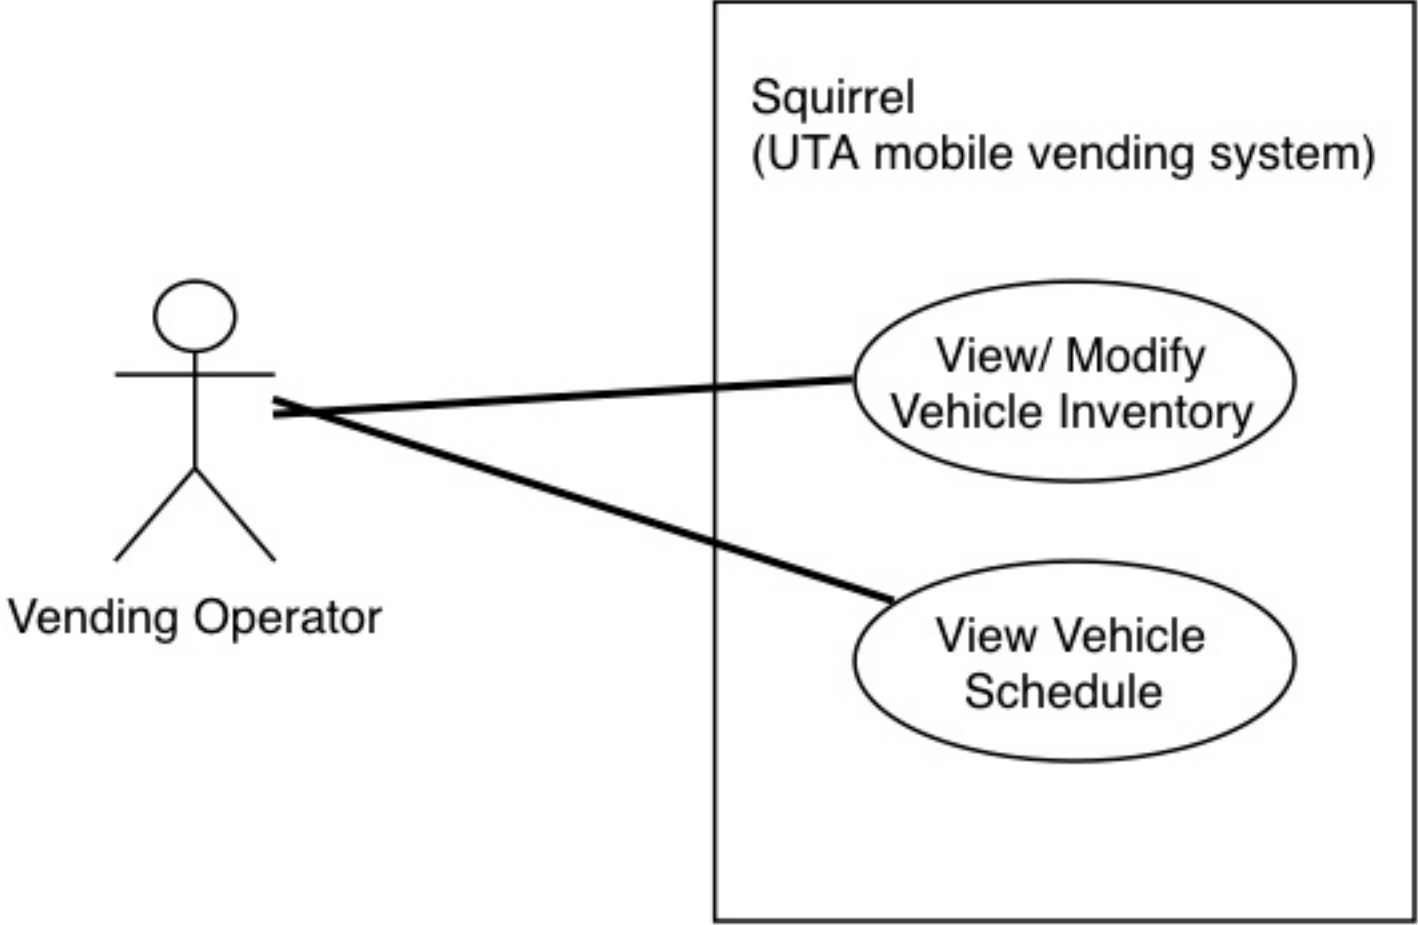 Squirrel
(UTA mobile vending system)
View/ Modify
Vehicle Inventory
Vending Operator
View Vehicle
Schedule